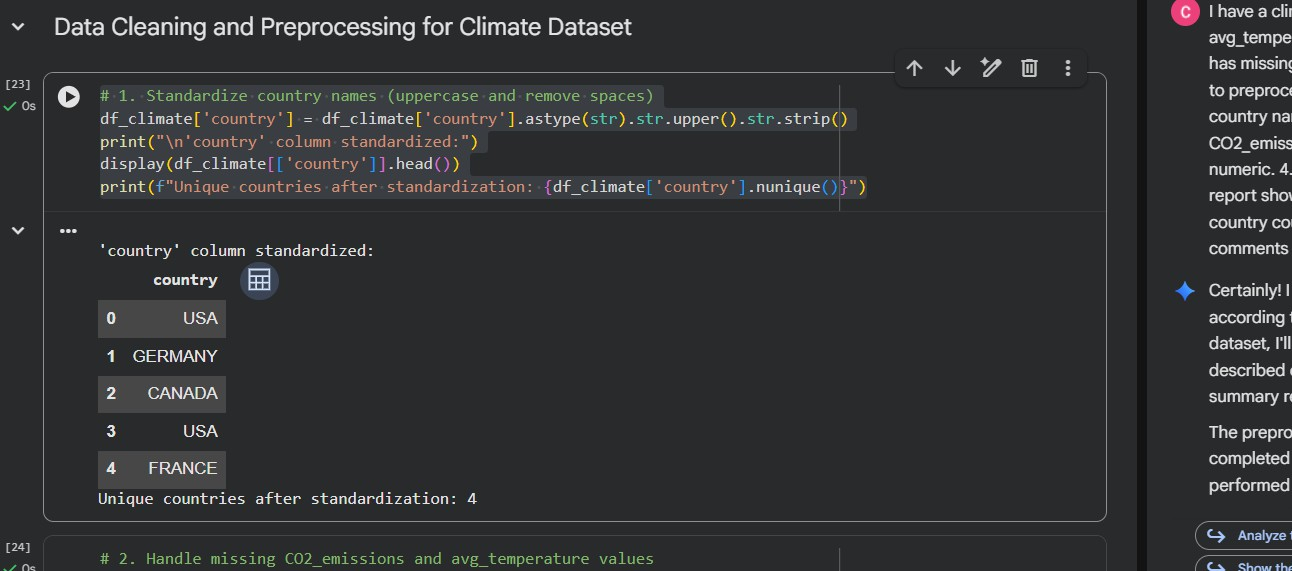 Data Cleaning and Preprocessing for Climate Dataset
[23]
0s
# 1. Standardize country names (uppercase and remove spaces)
df_climate['country'] = df_climate['country'].astype(str).str.upper().str.strip()
print("\n'country' column standardized:")
display(df_climate[['country']].head())
print(f"Unique countries after standardization: {df_climate['country'].nunique()}")
'country' column standardized:
country
0 USA
1 GERMANY
2 CANADA
3 USA
4 FRANCE
Unique countries after standardization: 4
[24]
0s
# 2. Handle missing CO2_emissions and avg_temperature values
C
I have a cli
avg_tempe
has missing
to preproce
country na
CO2_emiss
numeric. 4.
report show
country cou
comments
Certainly! I
according t
dataset, I'll
described
summary re
The prepro
completed
performed
Analyze t
Show the